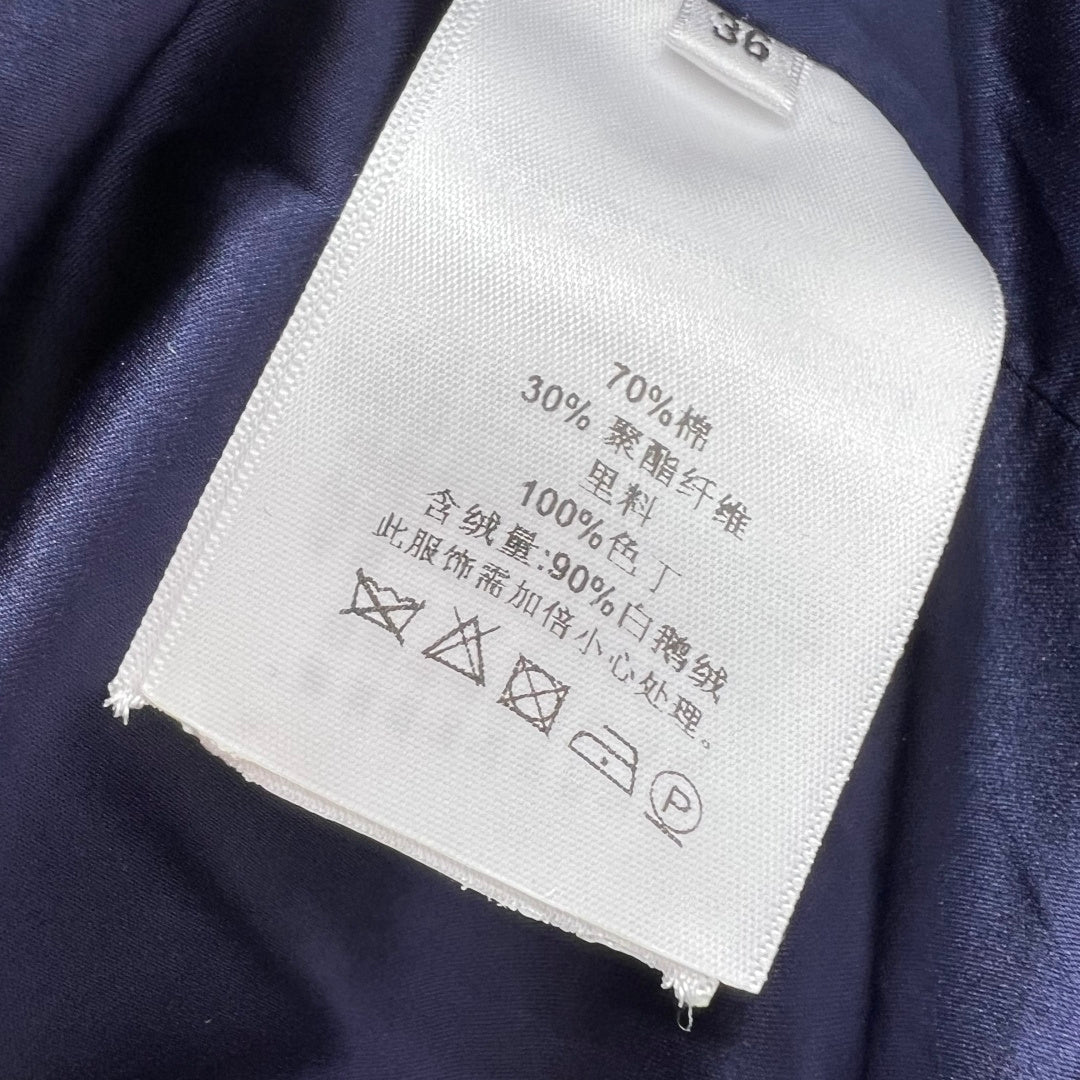 36
70%棉
30% 聚酯纤维
里料
100%色丁
含绒量:90%白鹅绒
此服饰需加倍小心处理。
P